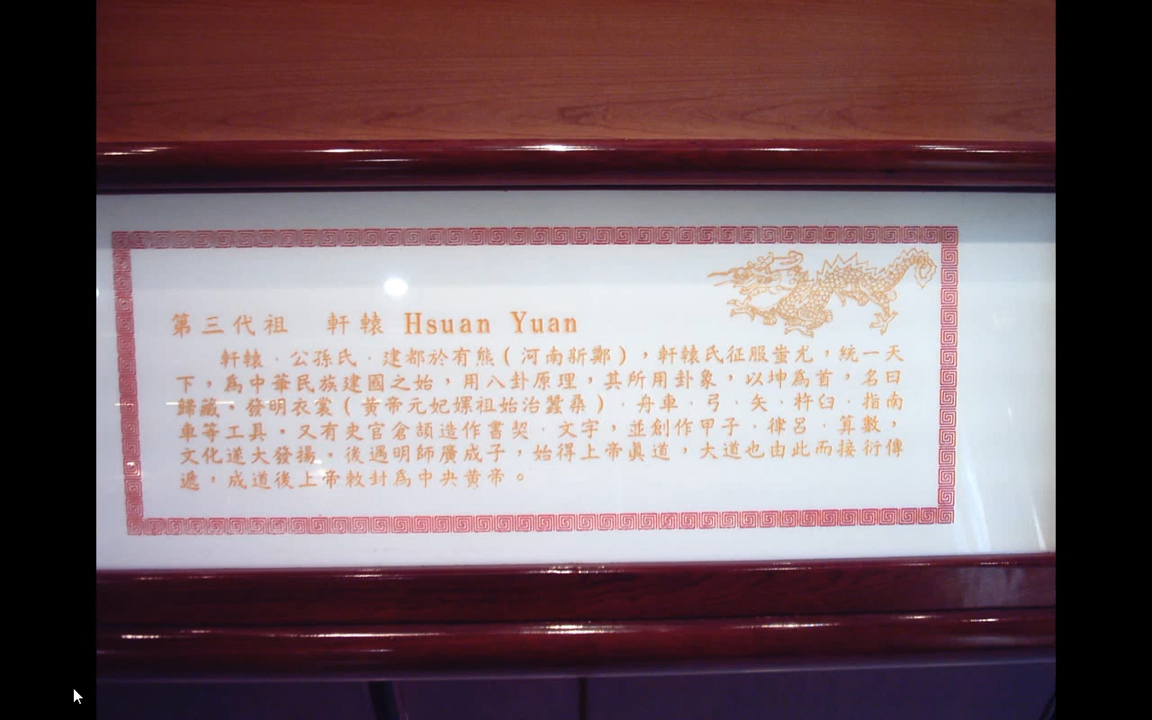 第三代祖 軒轅 Hsuan Yuan
軒轅、公孫氏、建都於有熊(河南新鄭),軒轅氏征服蚩尤,統一天
下,為中華民族建國之始,用八卦原理,其所用卦象,以坤為首,名曰
歸藏。發明衣裳(黃帝元妃嫘祖始治蠶桑)、舟車、弓、矢、杵臼、指南
車等工具。又有史官倉頡造作書契、文字,並創作甲子、律呂、算數,
文化遂大發揚。後遇明師廣成子,始得上帝眞道,大道也由此而接衍傳
遞,成道後上帝敕封為中央黃帝。